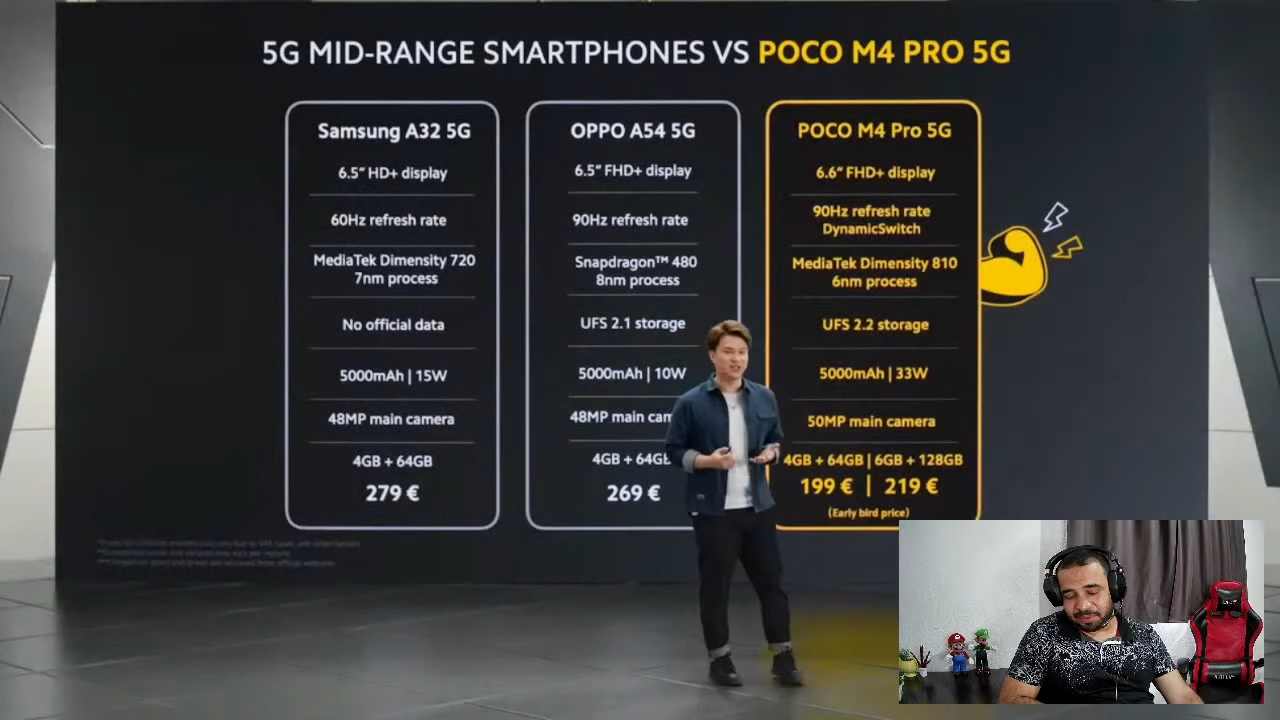 5G MID-RANGE SMARTPHONES VS POCO M4 PRO 5G
Samsung A32 5G
6.5" HD+ display
60Hz refresh rate
MediaTek Dimensity 720
7nm process
No official data
5000mAh | 15W
48MP main camera
4GB + 64GB
279 €
OPPO A54 5G
6.5" FHD+ display
90Hz refresh rate
Snapdragon™ 480
8nm process
UFS 2.1 storage
5000mAh | 10W
48MP main cam
4GB + 64GB
269 €
POCO M4 Pro 5G
6.6" FHD+ display
90Hz refresh rate
DynamicSwitch
MediaTek Dimensity 810
6nm process
UFS 2.2 storage
5000mAh | 33W
50MP main camera
4GB + 64GB | 6GB + 128GB
199 € | 219 €
(Early bird price)